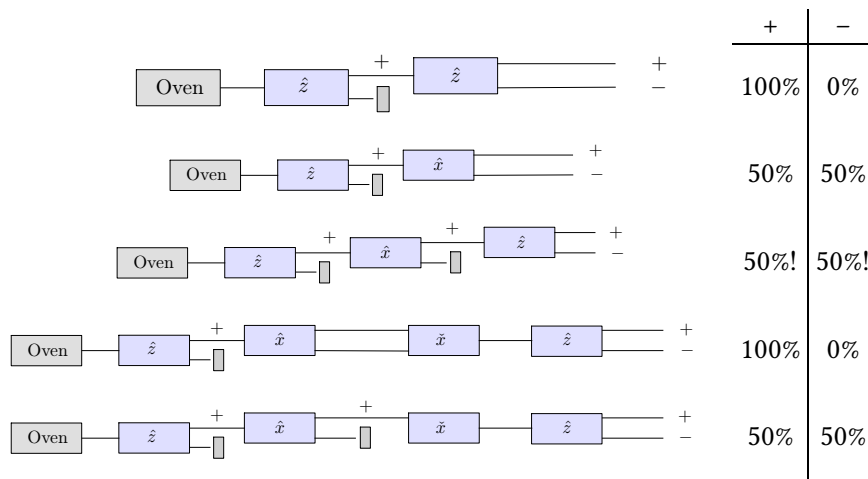 + −
+ +
Oven ẑ ẑ − 100% 0%
+ +
Oven ẑ x̂ − 50% 50%
+ + +
Oven ẑ x̂ ẑ − 50%! 50%!
+ +
Oven ẑ x̂ x̌ ẑ − 100% 0%
+ + +
Oven ẑ x̂ x̌ ẑ − 50% 50%